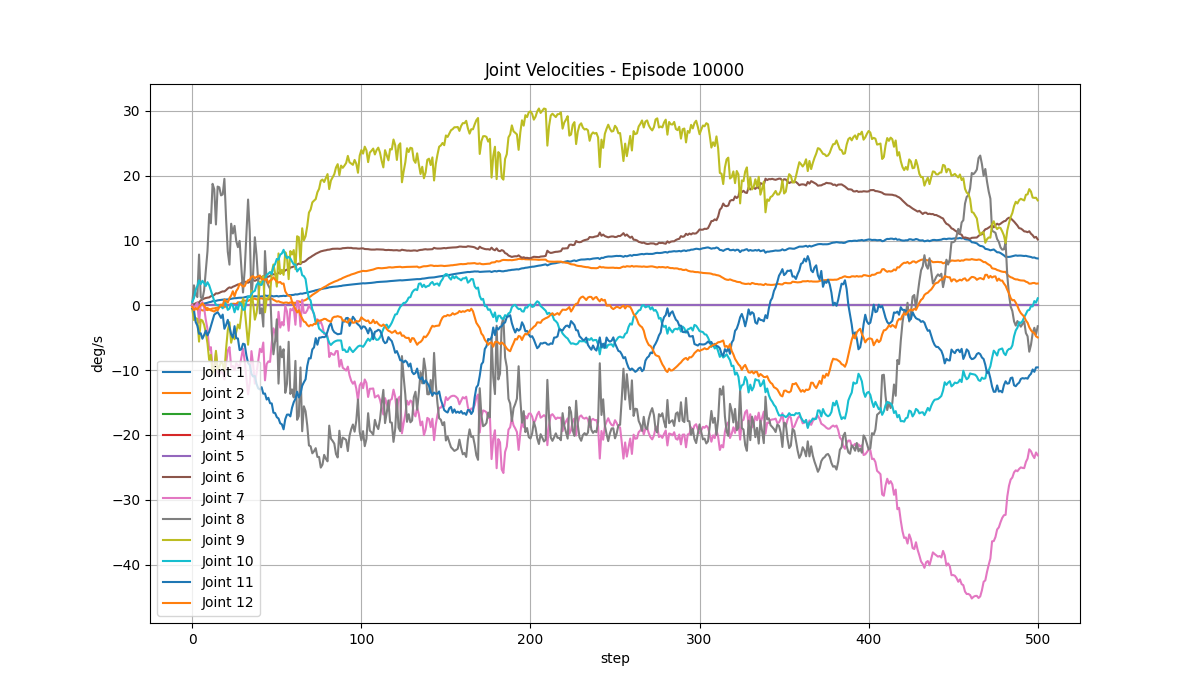 Joint Velocities - Episode 10000
30
20
10
0
−10
−20
−30
−40
deg/s
Joint 1
Joint 2
Joint 3
Joint 4
Joint 5
Joint 6
Joint 7
Joint 8
Joint 9
Joint 10
Joint 11
Joint 12
0 100 200 300 400 500
step